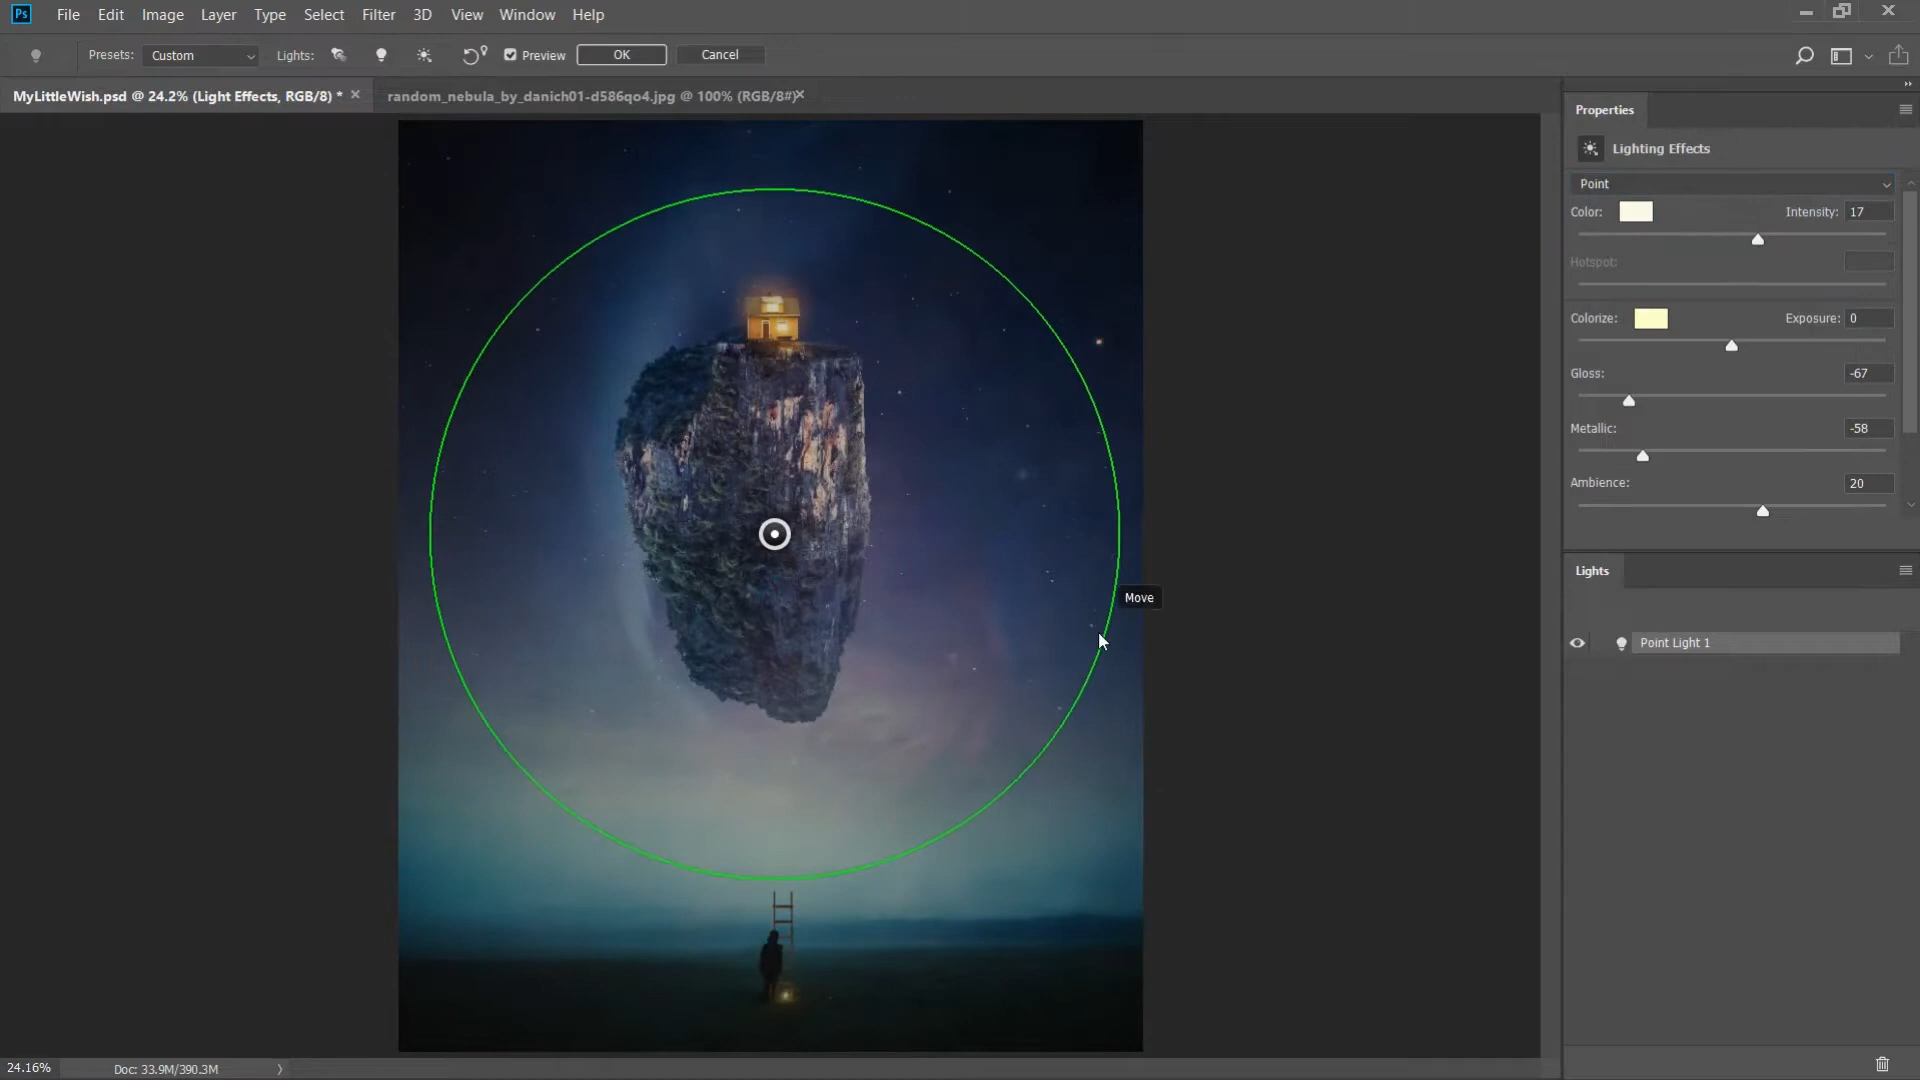 Ps File Edit Image Layer Type Select Filter 3D View Window Help
Presets: Custom Lights: Preview OK Cancel
MyLittleWish.psd @ 24.2% (Light Effects, RGB/8) * random_nebula_by_danich01-d586qo4.jpg @ 100% (RGB/8#)
Properties
Lighting Effects
Point
Color: Intensity: 17
Hotspot:
Colorize: Exposure: 0
Gloss: -67
Metallic: -58
Ambience: 20
Lights
Move
Point Light 1
24.16% Doc: 33.9M/390.3M